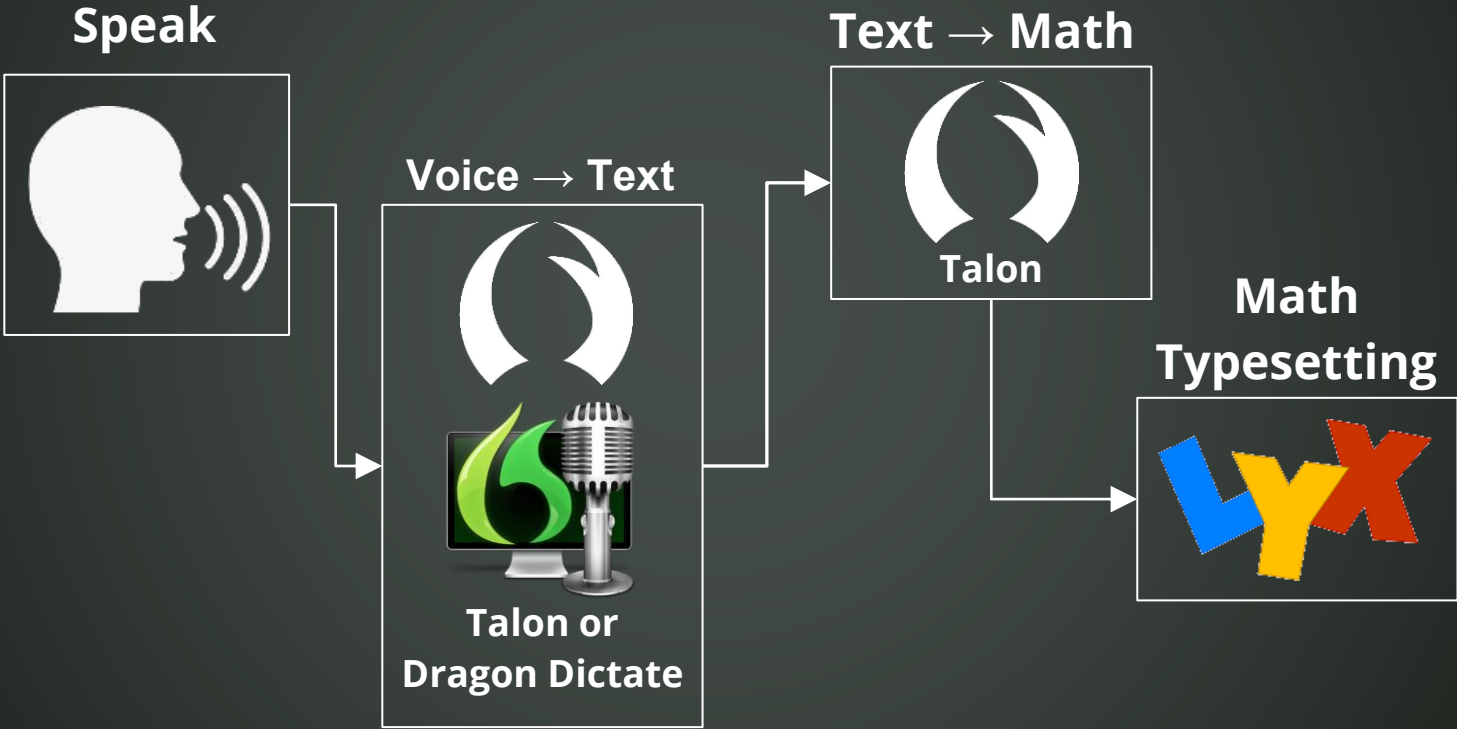 Speak
Voice → Text
Talon or
Dragon Dictate
Text → Math
Talon
Math
Typesetting
LYX